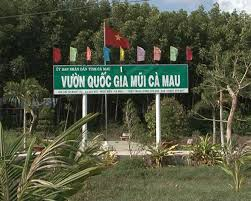 ỦY BAN NHÂN DÂN TỈNH CÀ MAU
VƯỜN QUỐC GIA MŨI CÀ MAU